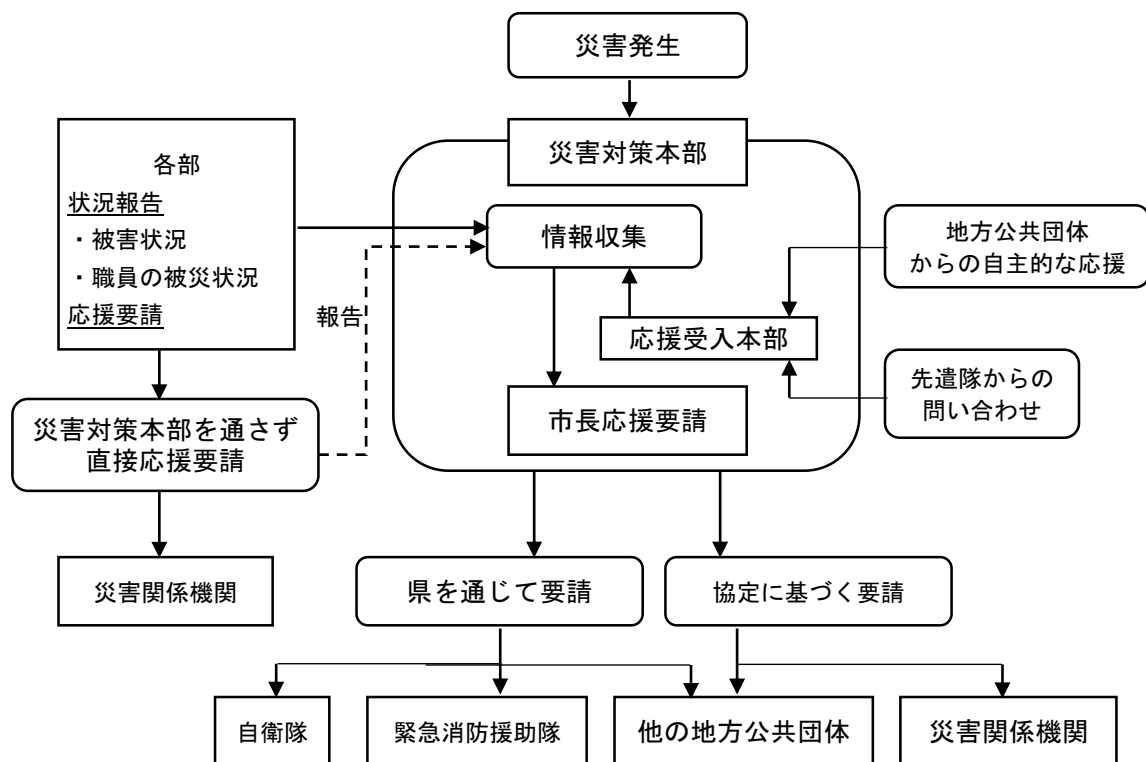 災害発生
災害対策本部
各部
状況報告
・被害状況
・職員の被災状況
応援要請
情報収集
地方公共団体
からの自主的な応援
報告
応援受入本部
先遣隊からの
問い合わせ
市長応援要請
災害対策本部を通さず
直接応援要請
災害関係機関
県を通じて要請
協定に基づく要請
自衛隊
緊急消防援助隊
他の地方公共団体
災害関係機関